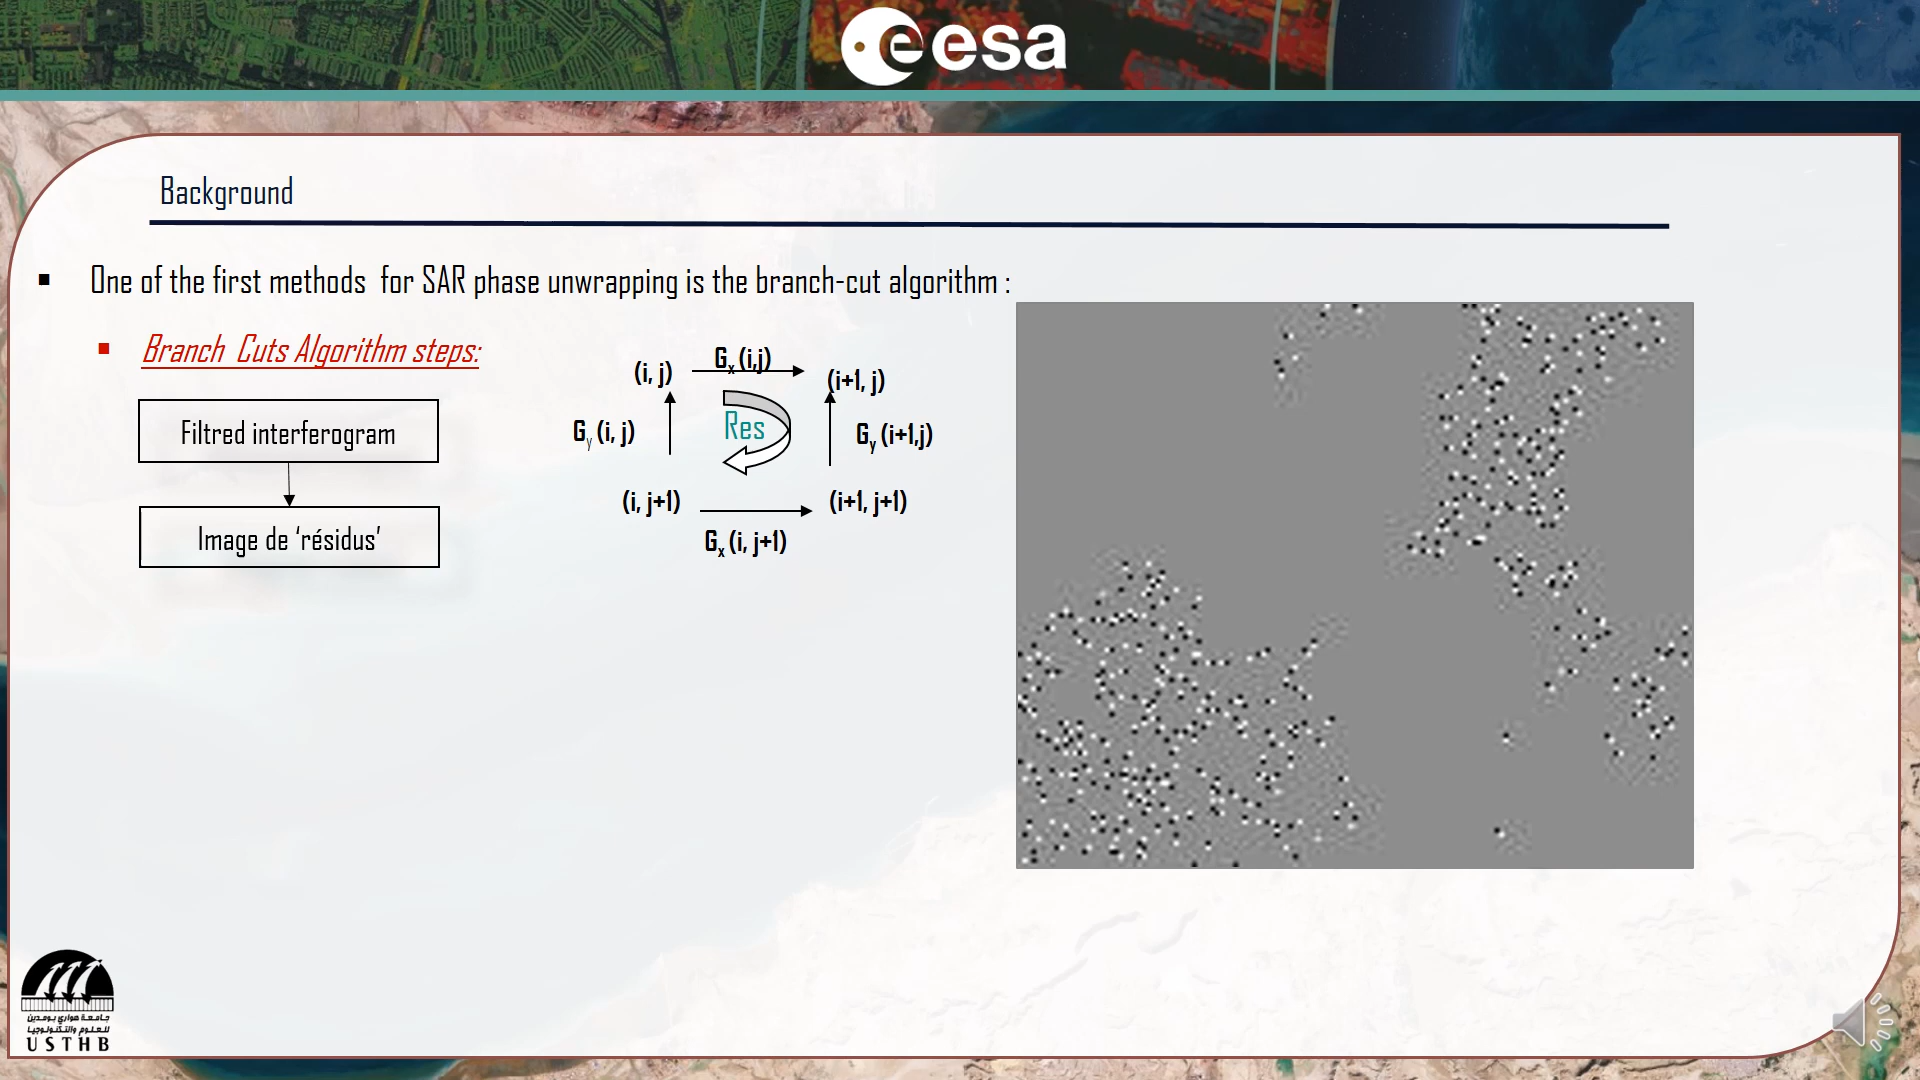 esa
Background
▪ One of the first methods for SAR phase unwrapping is the branch-cut algorithm :
▪ Branch Cuts Algorithm steps:
Filtred interferogram
Image de ‘résidus’
Gx (i,j)
(i, j)
(i+1, j)
Gy (i, j)
Res
Gy (i+1,j)
(i, j+1)
(i+1, j+1)
Gx (i, j+1)
جامعة هواري بومدين
للعلوم والتكنولوجيا
USTHB